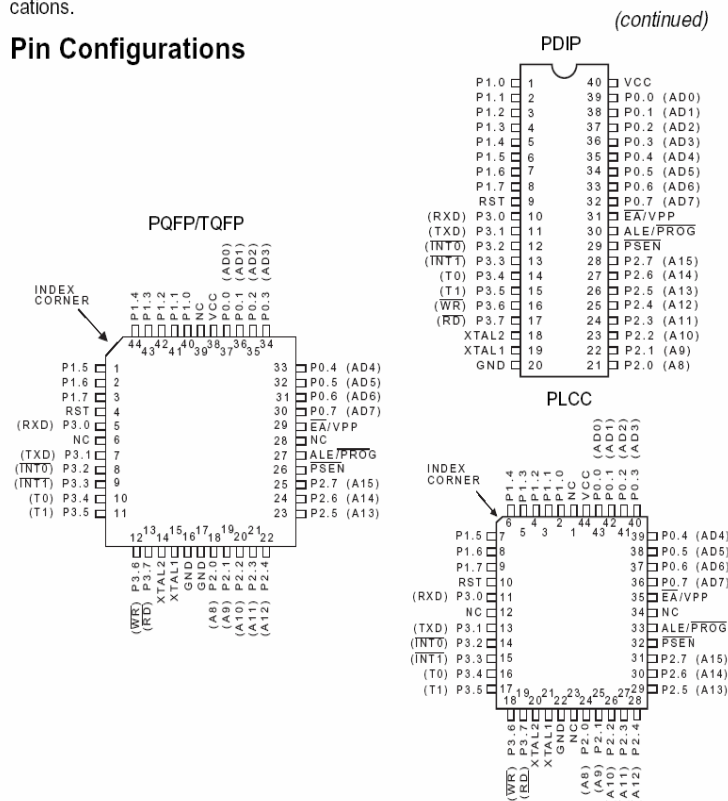 cations.
(continued)
Pin Configurations
PDIP
P1.0 1 40 VCC
P1.1 2 39 P0.0 (AD0)
P1.2 3 38 P0.1 (AD1)
P1.3 4 37 P0.2 (AD2)
P1.4 5 36 P0.3 (AD3)
P1.5 6 35 P0.4 (AD4)
P1.6 7 34 P0.5 (AD5)
P1.7 8 33 P0.6 (AD6)
RST 9 32 P0.7 (AD7)
(RXD) P3.0 10 31 EA/VPP
(TXD) P3.1 11 30 ALE/PROG
(INT0) P3.2 12 29 PSEN
(INT1) P3.3 13 28 P2.7 (A15)
(T0) P3.4 14 27 P2.6 (A14)
(T1) P3.5 15 26 P2.5 (A13)
(WR) P3.6 16 25 P2.4 (A12)
(RD) P3.7 17 24 P2.3 (A11)
XTAL2 18 23 P2.2 (A10)
XTAL1 19 22 P2.1 (A9)
GND 20 21 P2.0 (A8)
PQFP/TQFP
INDEX
CORNER
P1.4 P1.3 P1.2 P1.1 P1.0 NC VCC P0.0 (AD0) P0.1 (AD1) P0.2 (AD2) P0.3 (AD3)
44 43 42 41 40 39 38 37 36 35 34
P1.5 1 33 P0.4 (AD4)
P1.6 2 32 P0.5 (AD5)
P1.7 3 31 P0.6 (AD6)
RST 4 30 P0.7 (AD7)
(RXD) P3.0 5 29 EA/VPP
NC 6 28 NC
(TXD) P3.1 7 27 ALE/PROG
(INT0) P3.2 8 26 PSEN
(INT1) P3.3 9 25 P2.7 (A15)
(T0) P3.4 10 24 P2.6 (A14)
(T1) P3.5 11 23 P2.5 (A13)
12 13 14 15 16 17 18 19 20 21 22
(WR) P3.6 (RD) P3.7 XTAL2 XTAL1 GND GND (A8) P2.0 (A9) P2.1 (A10) P2.2 (A11) P2.3 (A12) P2.4
PLCC
INDEX
CORNER
P1.4 P1.3 P1.2 P1.1 P1.0 NC VCC P0.0 (AD0) P0.1 (AD1) P0.2 (AD2) P0.3 (AD3)
6 5 4 3 2 1 44 43 42 41 40
P1.5 7 39 P0.4 (AD4)
P1.6 8 38 P0.5 (AD5)
P1.7 9 37 P0.6 (AD6)
RST 10 36 P0.7 (AD7)
(RXD) P3.0 11 35 EA/VPP
NC 12 34 NC
(TXD) P3.1 13 33 ALE/PROG
(INT0) P3.2 14 32 PSEN
(INT1) P3.3 15 31 P2.7 (A15)
(T0) P3.4 16 30 P2.6 (A14)
(T1) P3.5 17 29 P2.5 (A13)
18 19 20 21 22 23 24 25 26 27 28
(WR) P3.6 (RD) P3.7 XTAL2 XTAL1 GND NC (A8) P2.0 (A9) P2.1 A10) P2.2 A11) P2.3 A12) P2.4